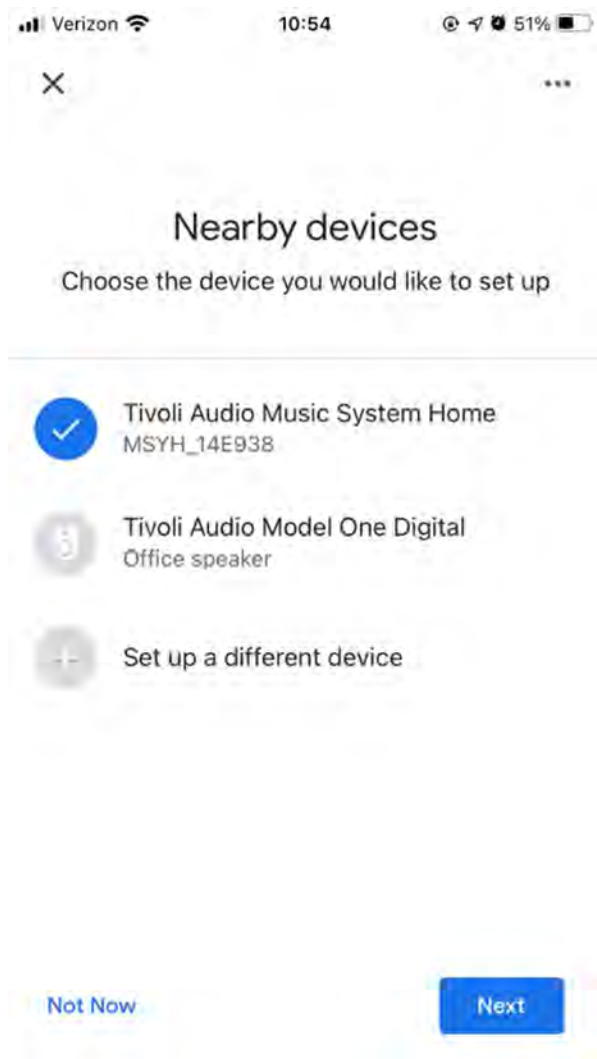 Verizon 10:54 51%
Nearby devices
Choose the device you would like to set up
Tivoli Audio Music System Home
MSYH_14E938
Tivoli Audio Model One Digital
Office speaker
Set up a different device
Not Now Next